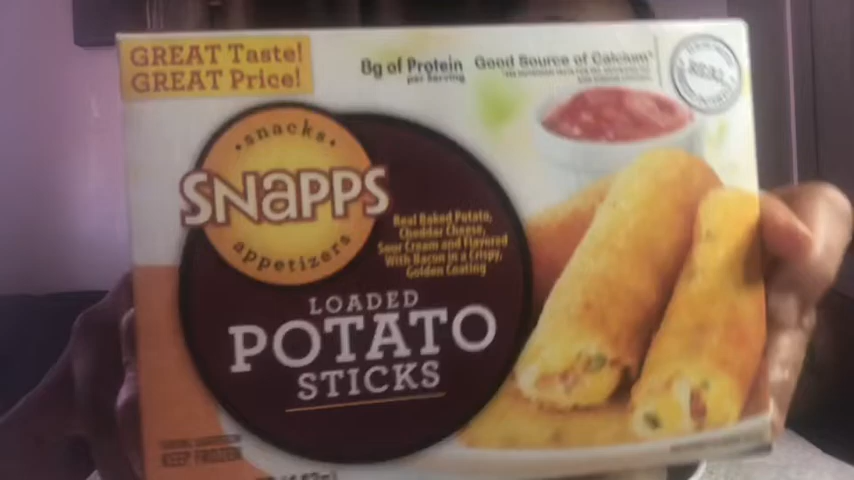 GREAT Taste!
GREAT Price!
8g of Protein
per Serving
Good Source of Calcium*
REAL
snacks
SNAPPS
appetizers
Real Baked Potato,
Cheddar Cheese,
Sour Cream and Flavored
With Bacon in a Crispy,
Golden Coating
LOADED
POTATO
STICKS
KEEP FROZEN